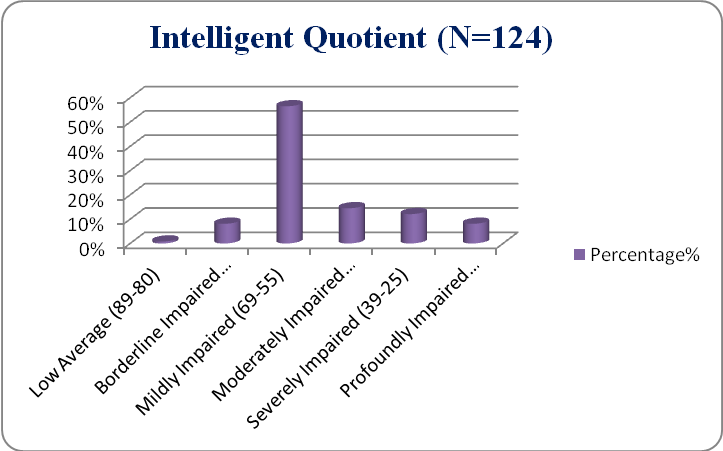 Intelligent Quotient (N=124)
60%
50%
40%
30%
20%
10%
0%
Low Average (89-80)
Borderline Impaired...
Mildly Impaired (69-55)
Moderately Impaired...
Severely Impaired (39-25)
Profoundly Impaired...
Percentage%